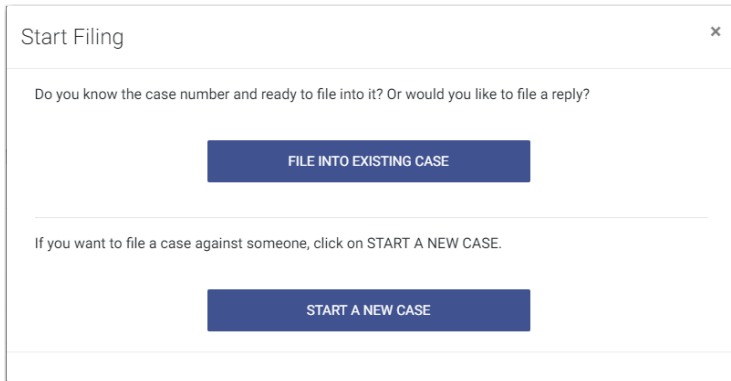 Start Filing
×
Do you know the case number and ready to file into it? Or would you like to file a reply?
FILE INTO EXISTING CASE
If you want to file a case against someone, click on START A NEW CASE.
START A NEW CASE